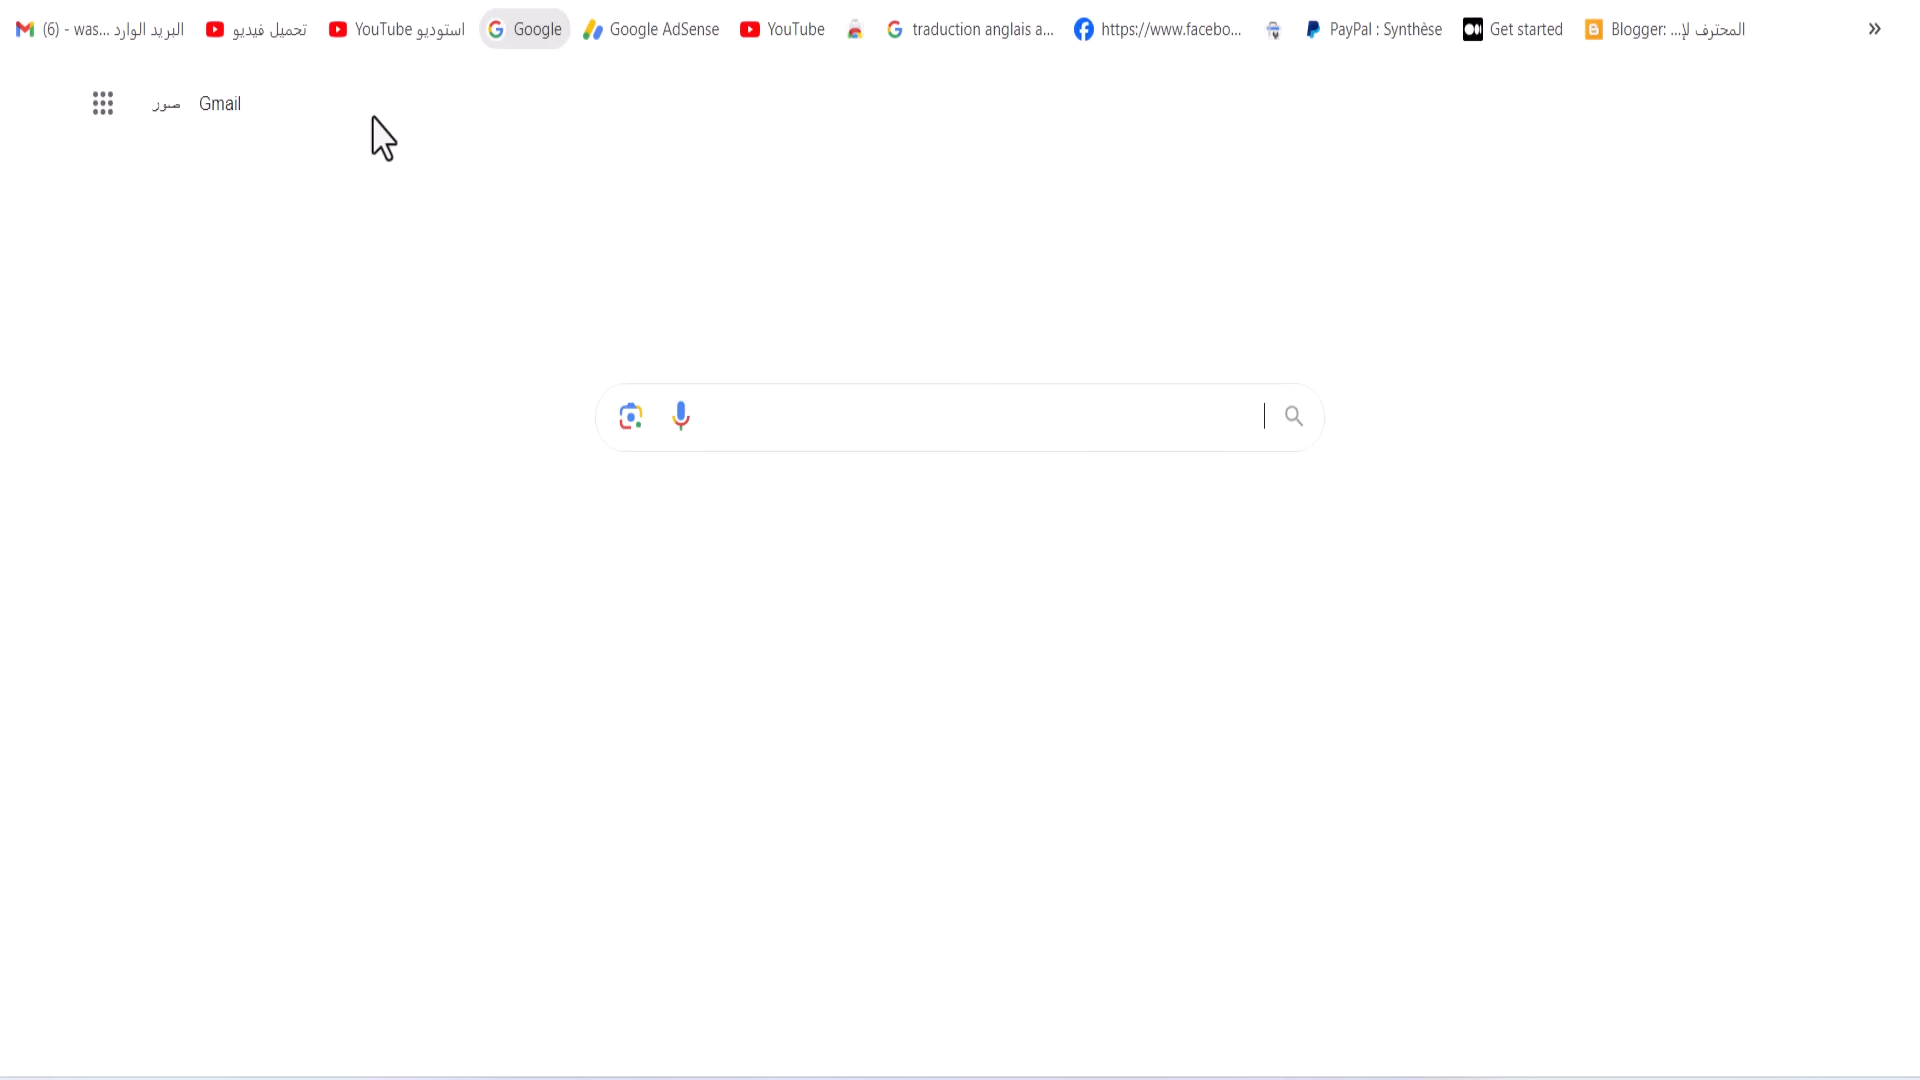 (6) - was... البريد الوارد
تحميل فيديو
YouTube استوديو
Google
Google AdSense
YouTube
traduction anglais a...
https://www.facebo...
PayPal : Synthèse
Get started
Blogger: ...المحترف لإ
»
صور
Gmail